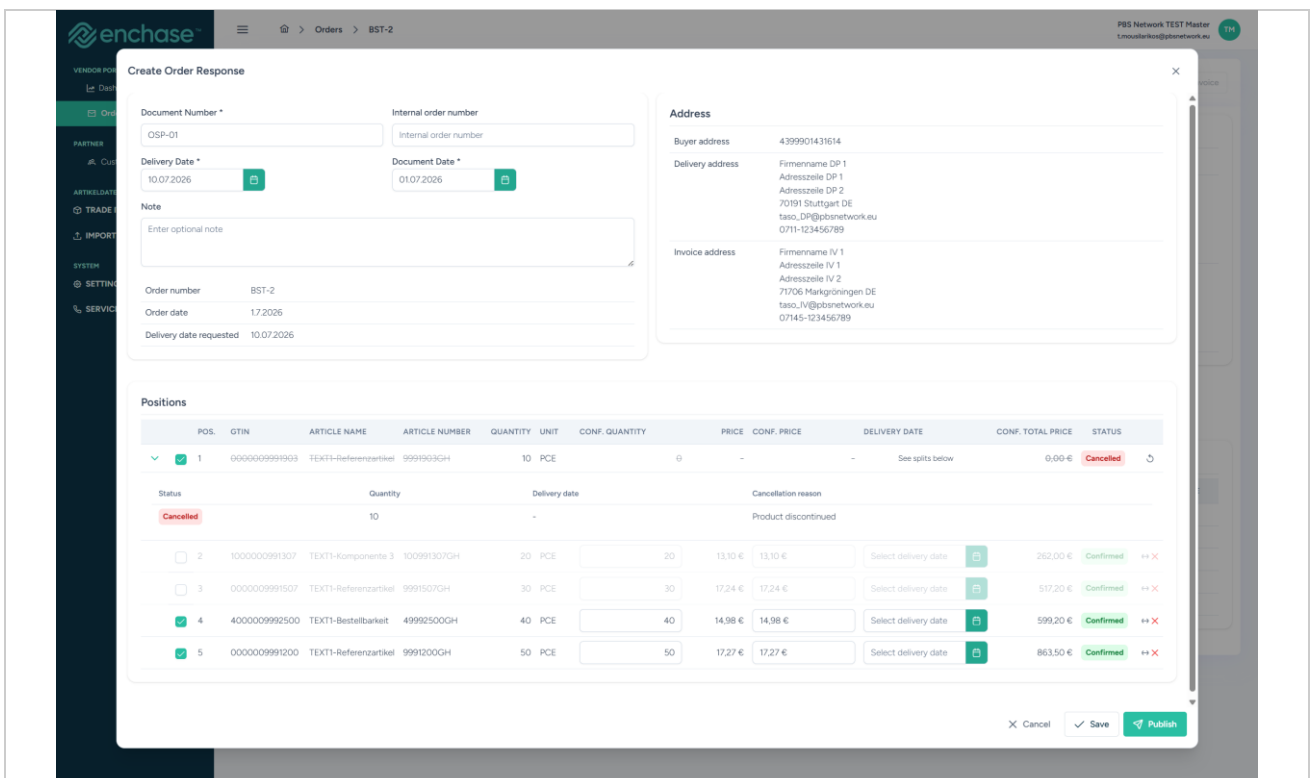 enchase™
Orders > BST-2
PBS Network TEST Master
t.mousilarikos@pbsnetwork.eu
TM
VENDOR POR
Dash
Orde
PARTNER
Cus
ARTIKELDATE
TRADE I
IMPORT
SYSTEM
SETTING
SERVICE
voice
Create Order Response
Document Number *
Internal order number
OSP-01
Internal order number
Delivery Date *
Document Date *
10.07.2026
01.07.2026
Note
Enter optional note
Order number BST-2
Order date 1.7.2026
Delivery date requested 10.07.2026
Address
Buyer address 4399901431614
Delivery address Firmenname DP 1
Adresszeile DP 1
Adresszeile DP 2
70191 Stuttgart DE
taso_DP@pbsnetwork.eu
0711-123456789
Invoice address Firmenname IV 1
Adresszeile IV 1
Adresszeile IV 2
71706 Markgröningen DE
taso_IV@pbsnetwork.eu
07145-123456789
Positions
POS. GTIN ARTICLE NAME ARTICLE NUMBER QUANTITY UNIT CONF. QUANTITY PRICE CONF. PRICE DELIVERY DATE CONF. TOTAL PRICE STATUS
1 0000009991903 TEXT1-Referenzartikel 9991903GH 10 PCE 0 - - See splits below 0,00 € Cancelled
Status Quantity Delivery date Cancellation reason
Cancelled 10 - Product discontinued
2 1000000991307 TEXT1-Komponente 3 100991307GH 20 PCE 20 13,10 € 13,10 € Select delivery date 262,00 € Confirmed
3 0000009991507 TEXT1-Referenzartikel 9991507GH 30 PCE 30 17,24 € 17,24 € Select delivery date 517,20 € Confirmed
4 4000009992500 TEXT1-Bestellbarkeit 49992500GH 40 PCE 40 14,98 € 14,98 € Select delivery date 599,20 € Confirmed
5 0000009991200 TEXT1-Referenzartikel 9991200GH 50 PCE 50 17,27 € 17,27 € Select delivery date 863,50 € Confirmed
Cancel
Save
Publish